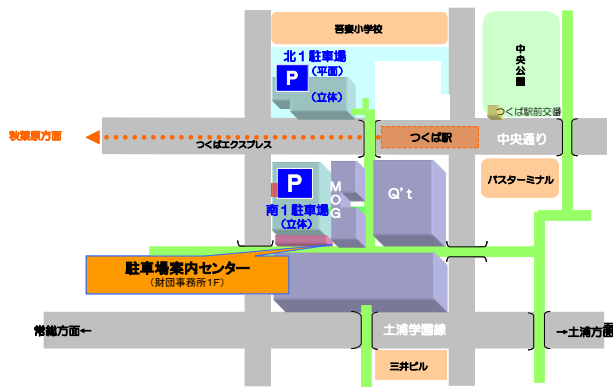 吾妻小学校
北1駐車場
(平面)
P
(立体)
中央公園
つくば駅前交番
秋葉原方面
つくばエクスプレス
つくば駅
中央通り
バスターミナル
P
南1駐車場
(立体)
MOG
Q't
駐車場案内センター
(財団事務所1F)
常総方面←
土浦学園線
→土浦方面
三井ビル